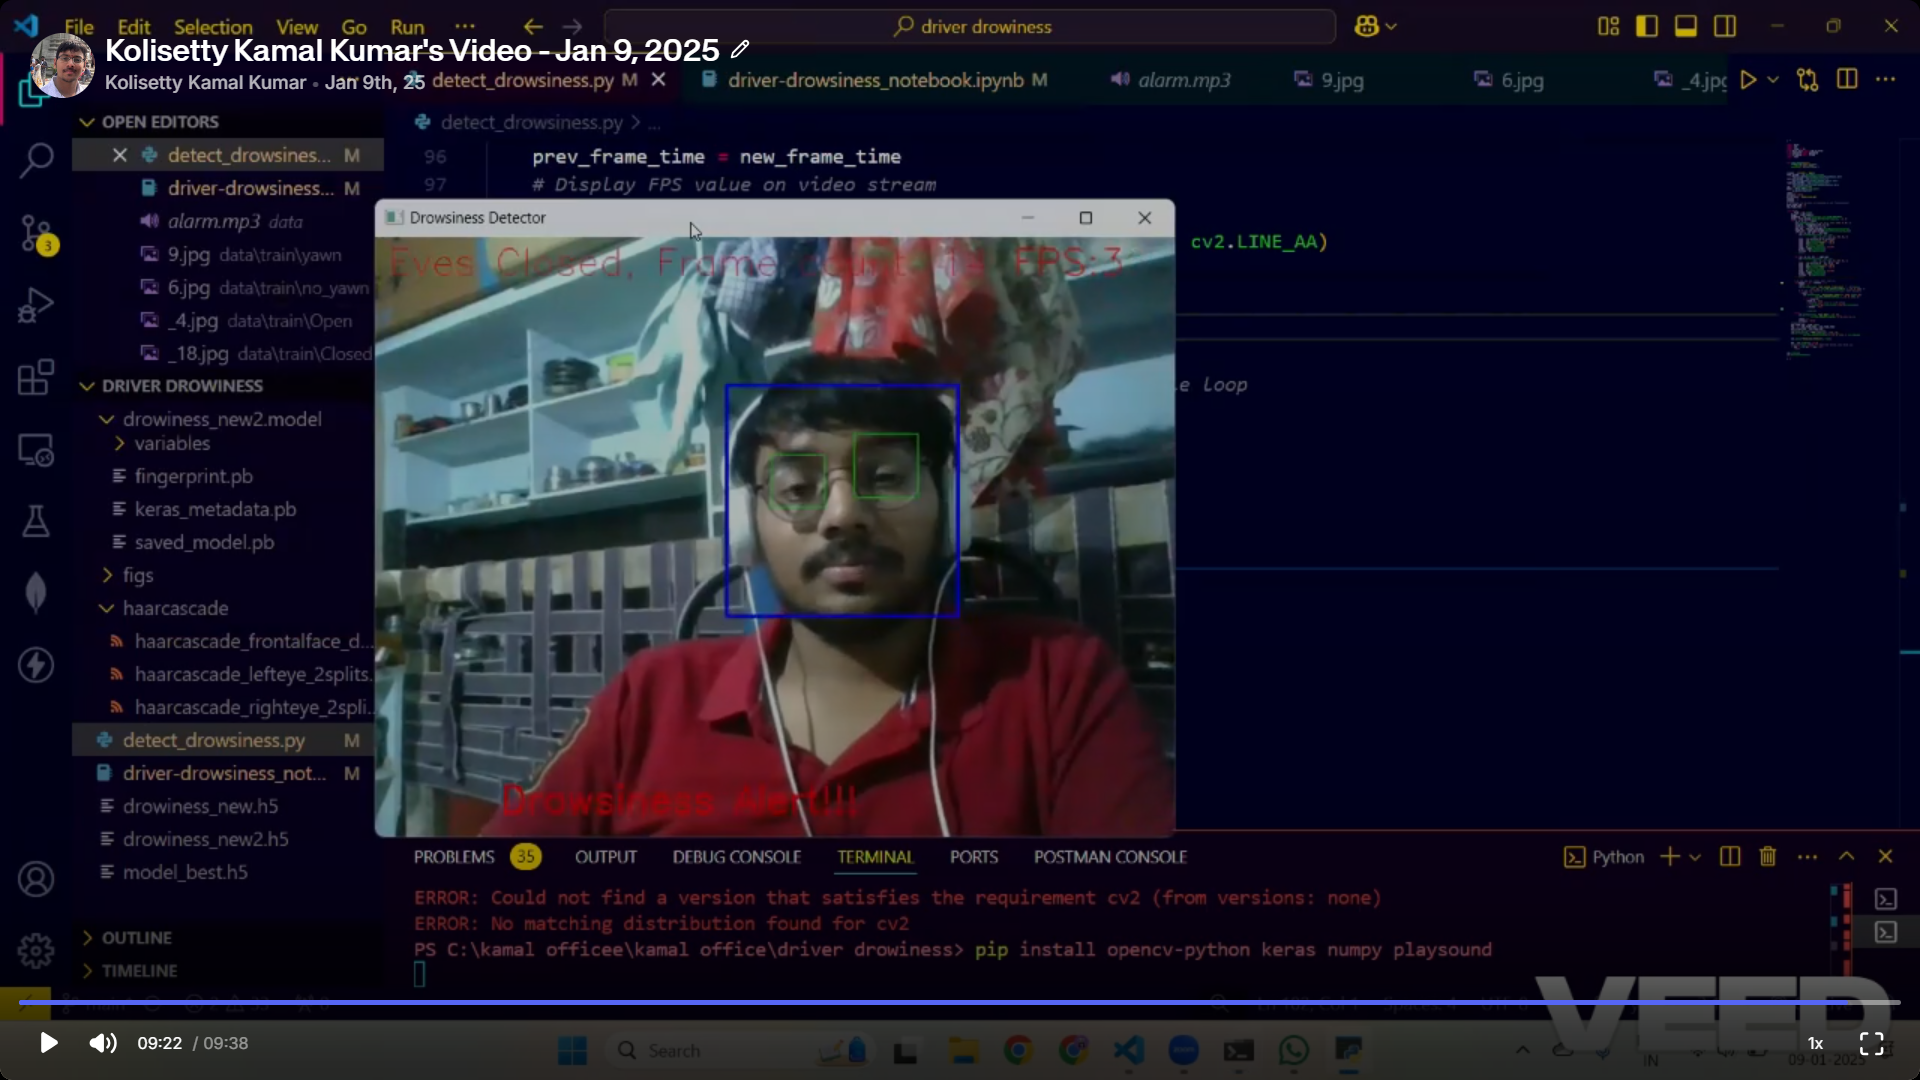 File Edit Selection View Go Run ...
driver drowiness
Kolisetty Kamal Kumar's Video - Jan 9, 2025
Kolisetty Kamal Kumar • Jan 9th, 25
detect_drowsiness.py M
driver-drowsiness_notebook.ipynb M
alarm.mp3
9.jpg
6.jpg
_4.jpg
OPEN EDITORS
detect_drowsines... M
driver-drowsiness... M
alarm.mp3 data
9.jpg data\train\yawn
6.jpg data\train\no_yawn
_4.jpg data\train\Open
_18.jpg data\train\Closed
3
DRIVER DROWINESS
drowiness_new2.model
variables
fingerprint.pb
keras_metadata.pb
saved_model.pb
figs
haarcascade
haarcascade_frontalface_d...
haarcascade_lefteye_2splits.
haarcascade_righteye_2spli...
detect_drowsiness.py M
driver-drowsiness_not... M
drowiness_new.h5
drowiness_new2.h5
model_best.h5
OUTLINE
TIMELINE
detect_drowsiness.py > ...
96 prev_frame_time = new_frame_time
97 # Display FPS value on video stream
cv2.LINE_AA)
e loop
Drowsiness Detector
Eyes Closed, Frame count: FPS:3
Drowsiness Alert!!!
PROBLEMS 35 OUTPUT DEBUG CONSOLE TERMINAL PORTS POSTMAN CONSOLE
Python
ERROR: Could not find a version that satisfies the requirement cv2 (from versions: none)
ERROR: No matching distribution found for cv2
PS C:\kamal officee\kamal office\driver drowiness> pip install opencv-python keras numpy playsound
VEED
09:22 / 09:38
Search
1x
IN
09-01-2025